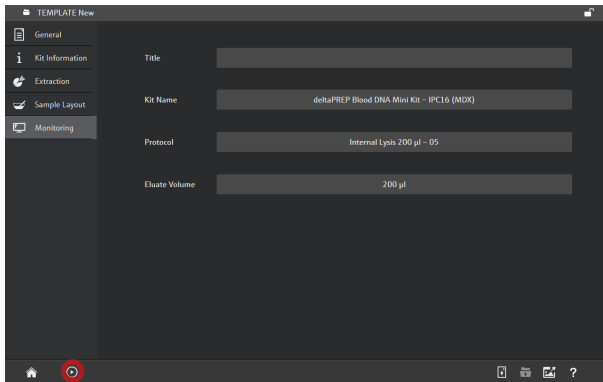 TEMPLATE New
General
Kit Information
Extraction
Sample Layout
Monitoring
Title
Kit Name
deltaPREP Blood DNA Mini Kit – IPC16 (MDX)
Protocol
Internal Lysis 200 µl – 05
Eluate Volume
200 µl
?